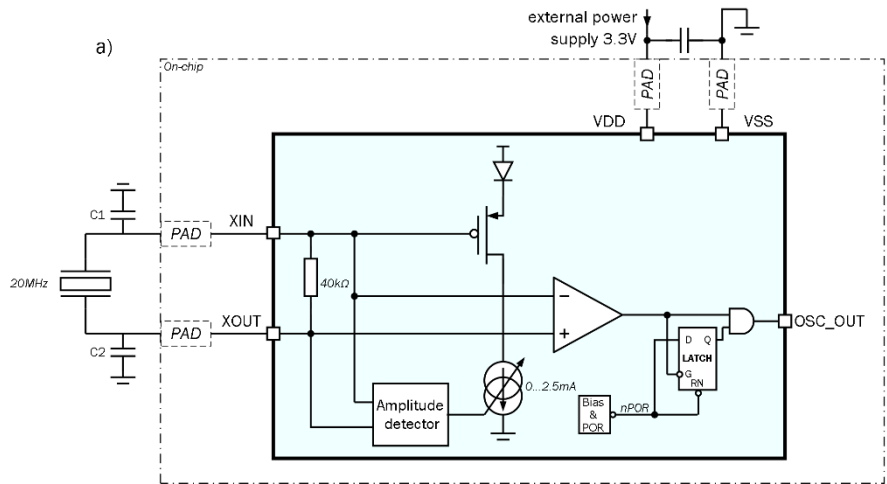 external power
supply 3.3V
a)
On-chip
PAD
PAD
VDD
VSS
C1
PAD
XIN
20MHz
40kΩ
PAD
XOUT
C2
−
+
OSC_OUT
D
Q
LATCH
G
RN
0...2.5mA
Amplitude
detector
Bias
&
POR
nPOR